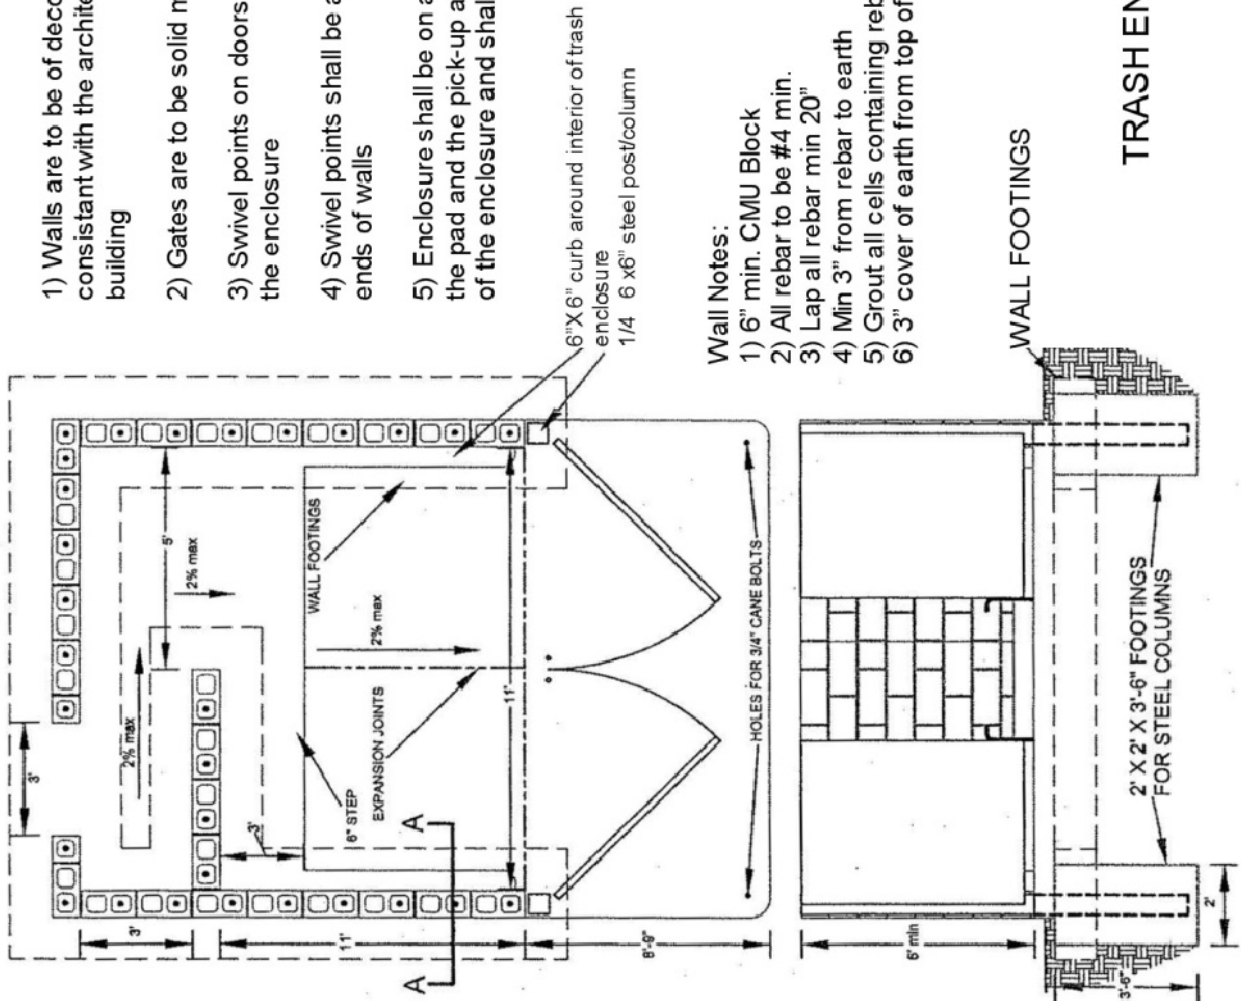 1) Walls are to be of deco
consistant with the archite
building
2) Gates are to be solid m
3) Swivel points on doors
the enclosure
4) Swivel points shall be a
ends of walls
5) Enclosure shall be on a
the pad and the pick-up a
of the enclosure and shal
6"X6" curb around interior of trash
enclosure
1/4 6 x6" steel post/column
Wall Notes:
1) 6" min. CMU Block
2) All rebar to be #4 min.
3) Lap all rebar min 20"
4) Min 3" from rebar to earth
5) Grout all cells containing reb
6) 3" cover of earth from top of
WALL FOOTINGS
TRASH EN
3'
2% max
5'
2% max
WALL FOOTINGS
2% max
6" STEP
EXPANSION JOINTS
3'
11'
A
A
3'
11'
8'-9"
HOLES FOR 3/4" CANE BOLTS
6' min
2' X 2' X 3'-6" FOOTINGS
FOR STEEL COLUMNS
2'
3'-6"